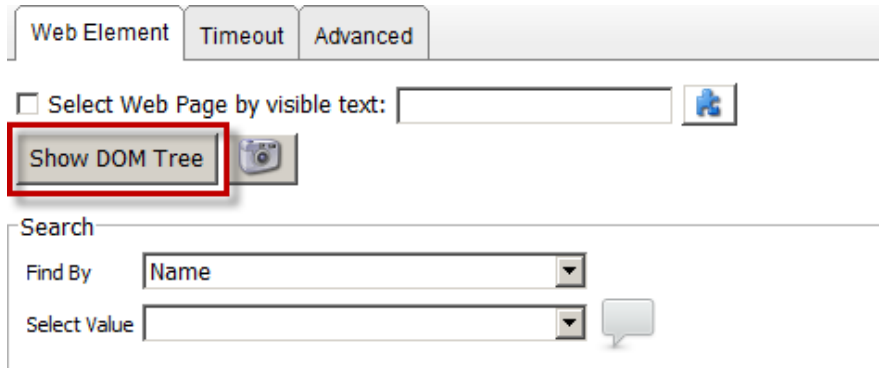 Web Element Timeout Advanced
Select Web Page by visible text:
Show DOM Tree
Search
Find By Name
Select Value